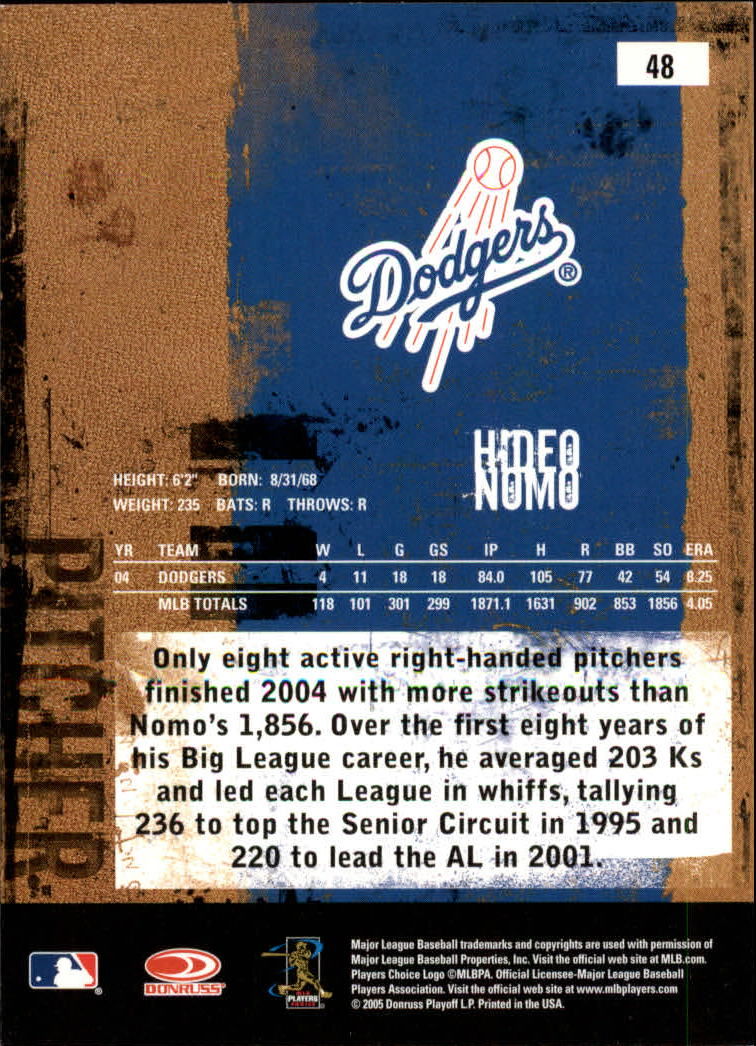 48
Dodgers®
HIDEO
NOMO
HEIGHT: 6'2" BORN: 8/31/68
WEIGHT: 235 BATS: R THROWS: R
YR TEAM W L G GS IP H R BB SO ERA
04 DODGERS 4 11 18 18 84.0 105 77 42 54 8.25
MLB TOTALS 118 101 301 299 1871.1 1631 902 853 1856 4.05
PITCHER
Only eight active right-handed pitchers
finished 2004 with more strikeouts than
Nomo's 1,856. Over the first eight years of
his Big League career, he averaged 203 Ks
and led each League in whiffs, tallying
236 to top the Senior Circuit in 1995 and
220 to lead the AL in 2001.
DONRUSS
MLB
PLAYERS
CHOICE
Major League Baseball trademarks and copyrights are used with permission of
Major League Baseball Properties, Inc. Visit the official web site at MLB.com.
Players Choice Logo ©MLBPA. Official Licensee-Major League Baseball
Players Association. Visit the official web site at www.mlbplayers.com
© 2005 Donruss Playoff L.P. Printed in the USA.